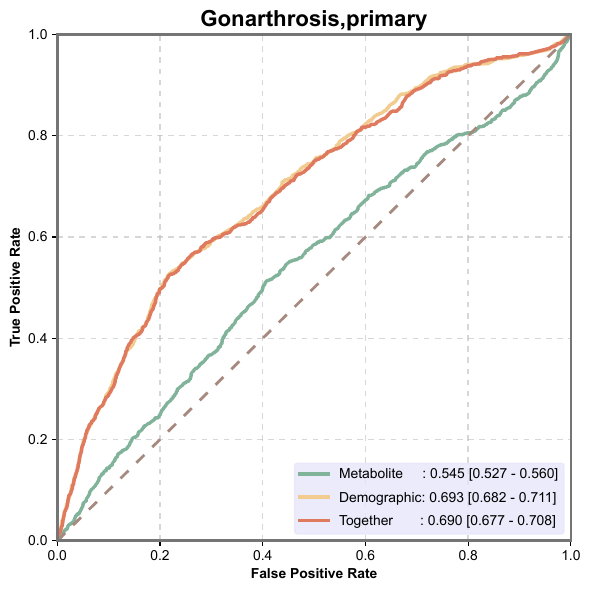 Gonarthrosis,primary
1.0
0.8
0.6
0.4
0.2
0.0
True Positive Rate
Metabolite : 0.545 [0.527 - 0.560]
Demographic: 0.693 [0.682 - 0.711]
Together : 0.690 [0.677 - 0.708]
0.0 0.2 0.4 0.6 0.8 1.0
False Positive Rate